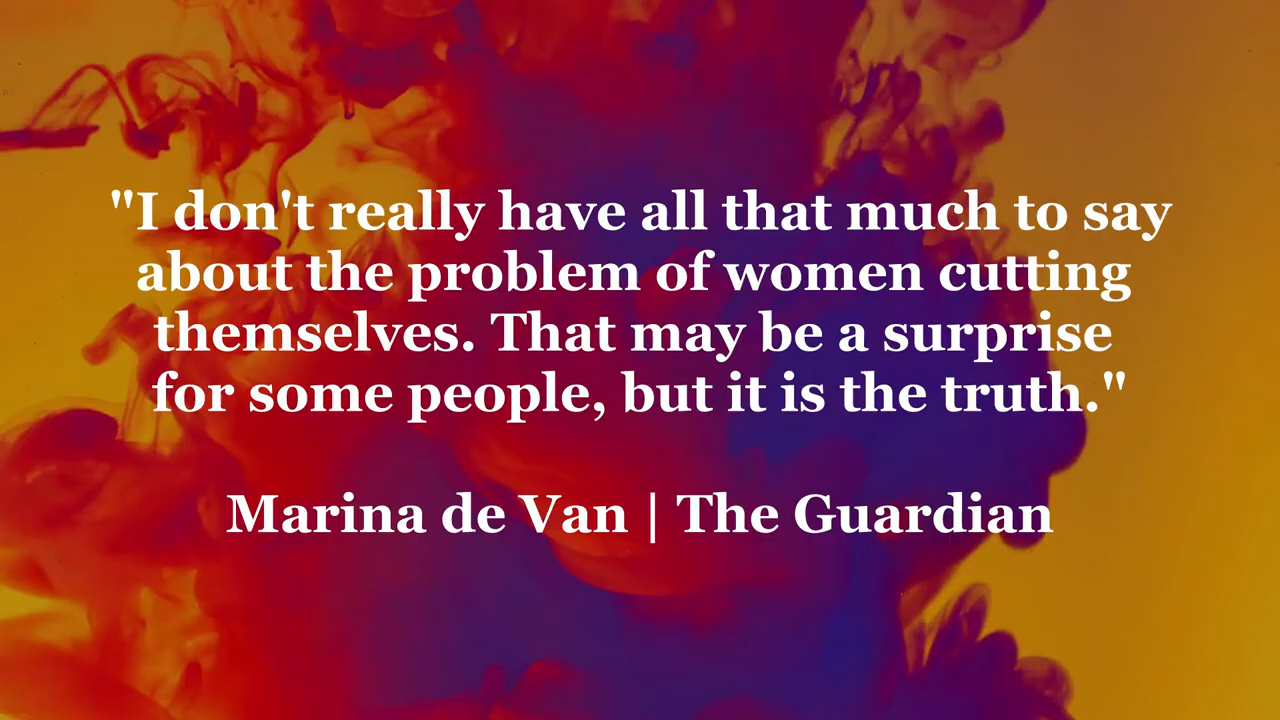 "I don't really have all that much to say
about the problem of women cutting
themselves. That may be a surprise
for some people, but it is the truth."
Marina de Van | The Guardian